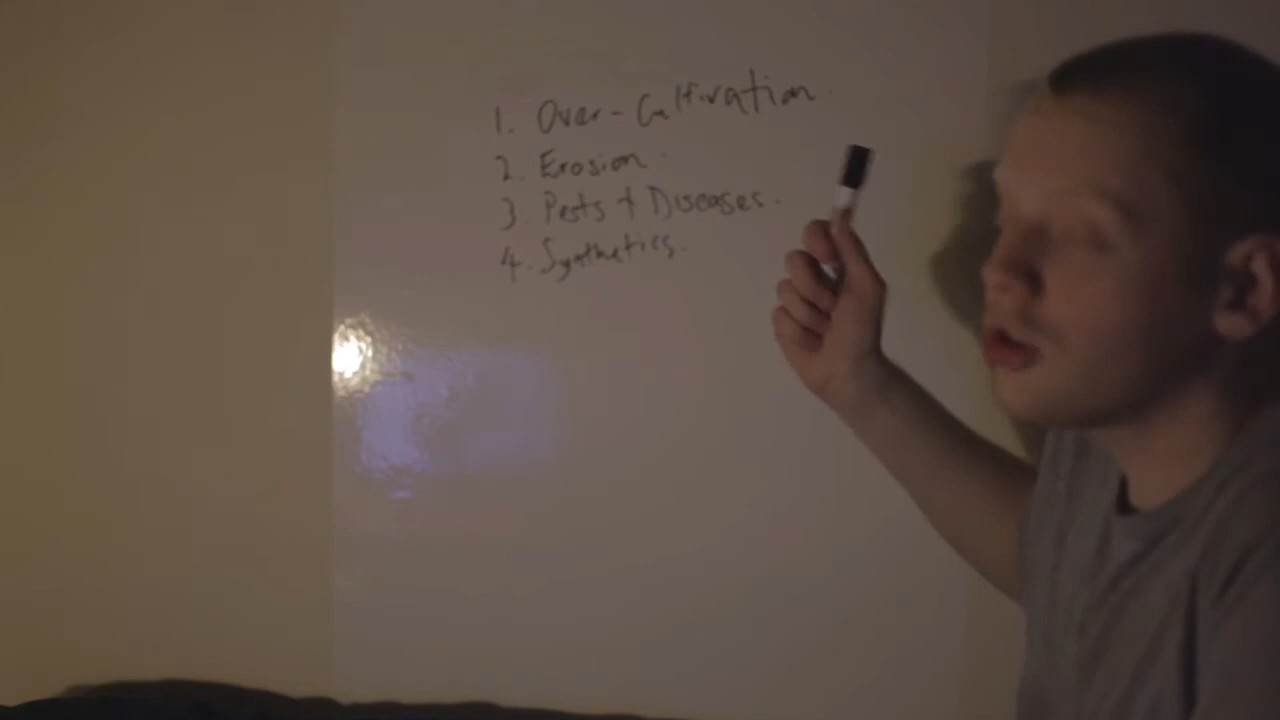 1. Over-Cultivation.
2. Erosion.
3. Pests + Diseases.
4. Synthetics.